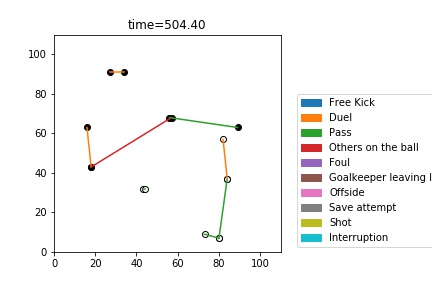 time=504.40
100
80
60
40
20
0
0 20 40 60 80 100
Free Kick
Duel
Pass
Others on the ball
Foul
Goalkeeper leaving l
Offside
Save attempt
Shot
Interruption